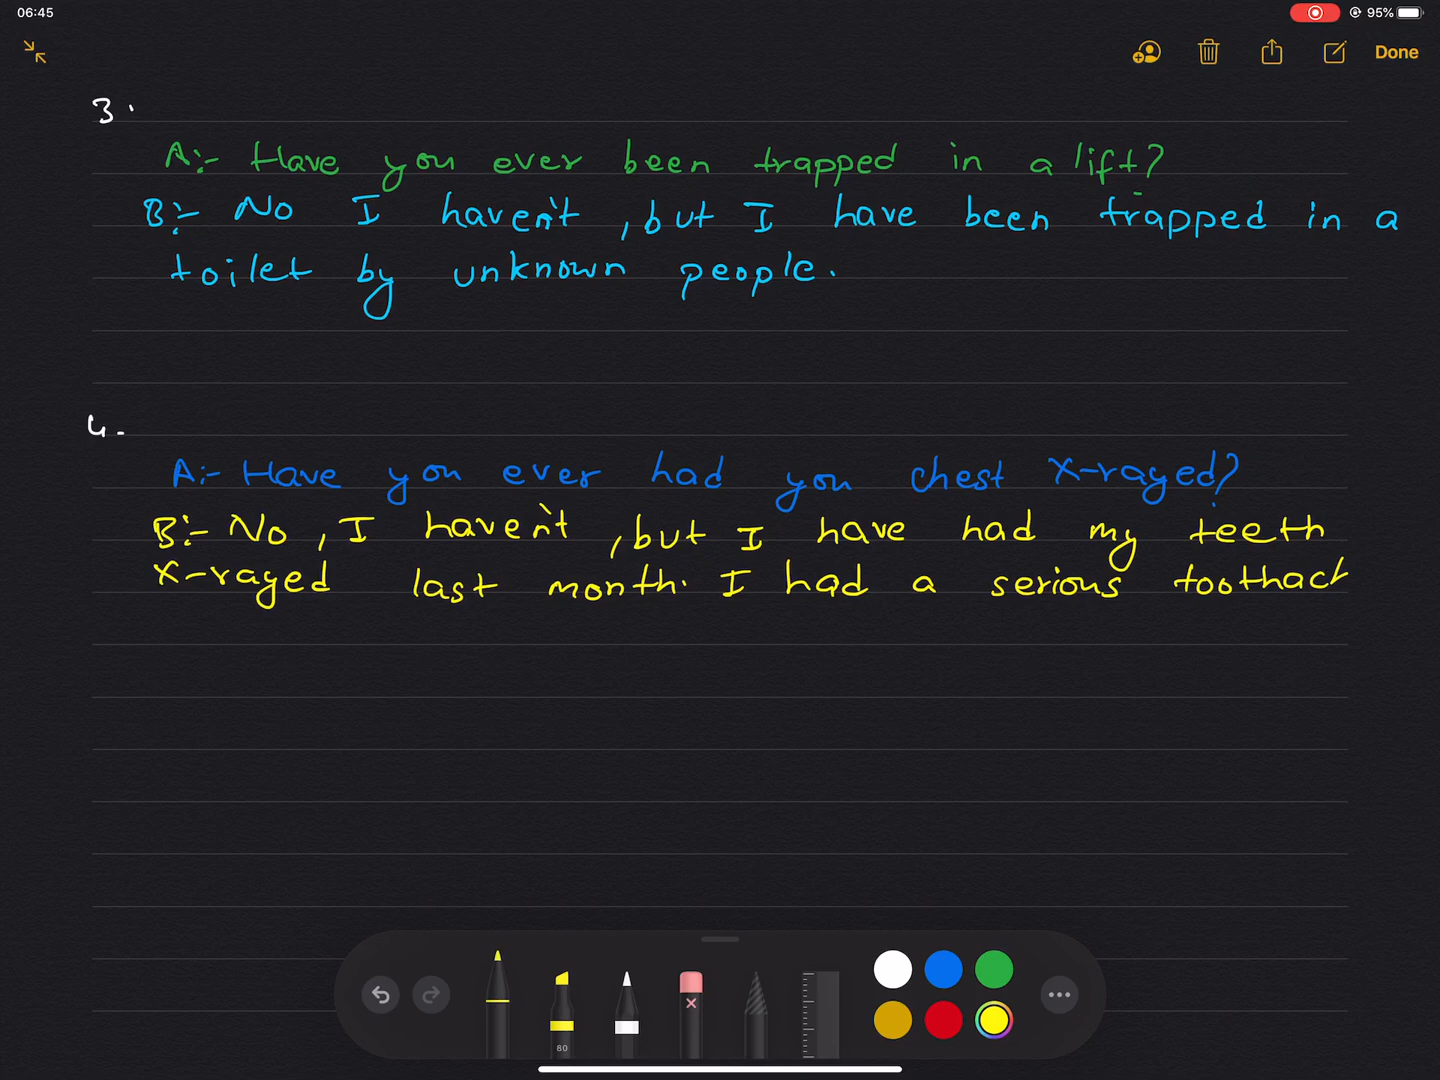 06:45
95%
Done
3.
A:- Have you ever been trapped in a lift?
B:- No I haven't, but I have been trapped in a
toilet by unknown people.
4.
A:- Have you ever had you chest X-rayed?
B:- No, I haven't, but I have had my teeth
X-rayed last month. I had a serious
80